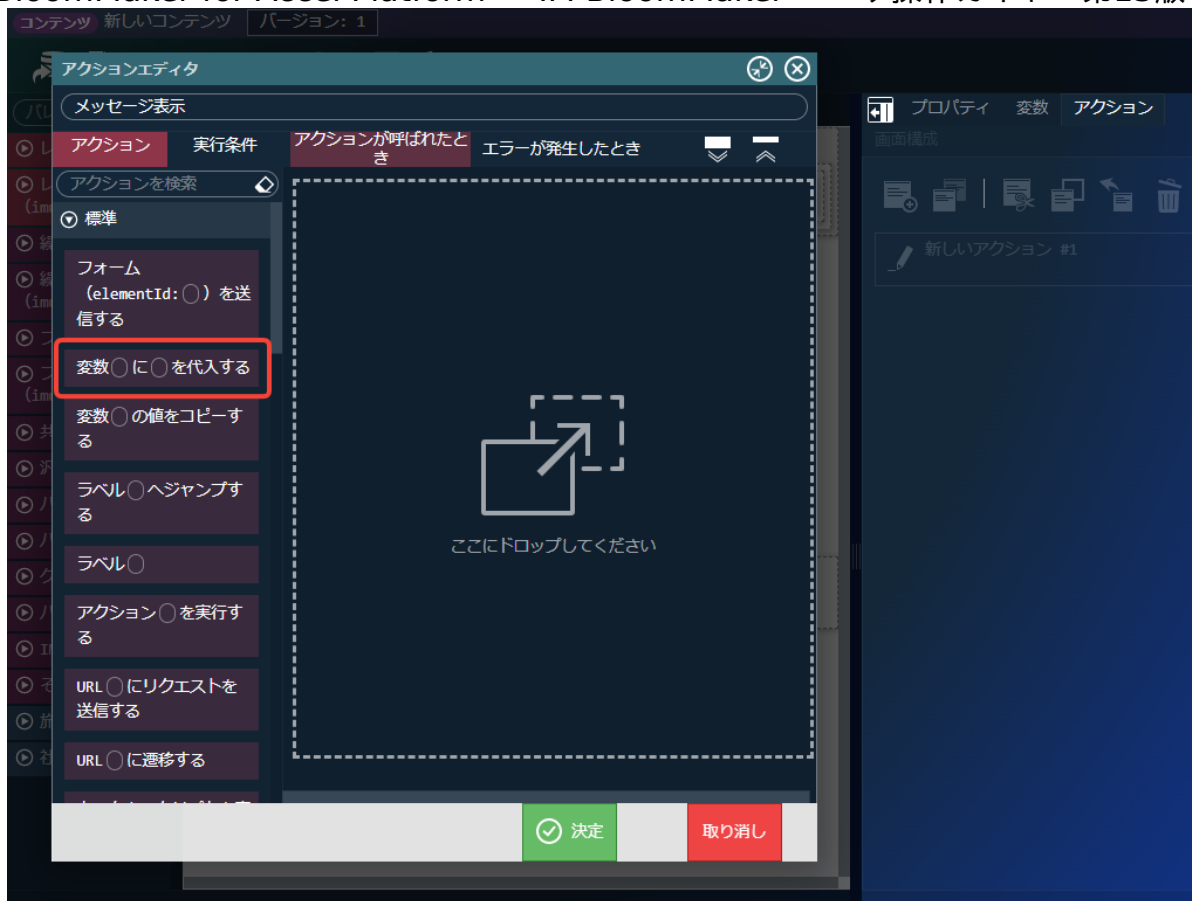 コンテンツ 新しいコンテンツ バージョン: 1
アクションエディタ
メッセージ表示
プロパティ 変数 アクション
アクション 実行条件
アクションが呼ばれたと
き
エラーが発生したとき
画面構成
アクションを検索
標準
新しいアクション #1
フォーム
（elementId:）を送
信する
変数に を代入する
変数 の値をコピーす
る
ラベル へジャンプす
る
ラベル
アクション を実行す
る
URL にリクエストを
送信する
URL に遷移する
ここにドロップしてください
決定
取り消し